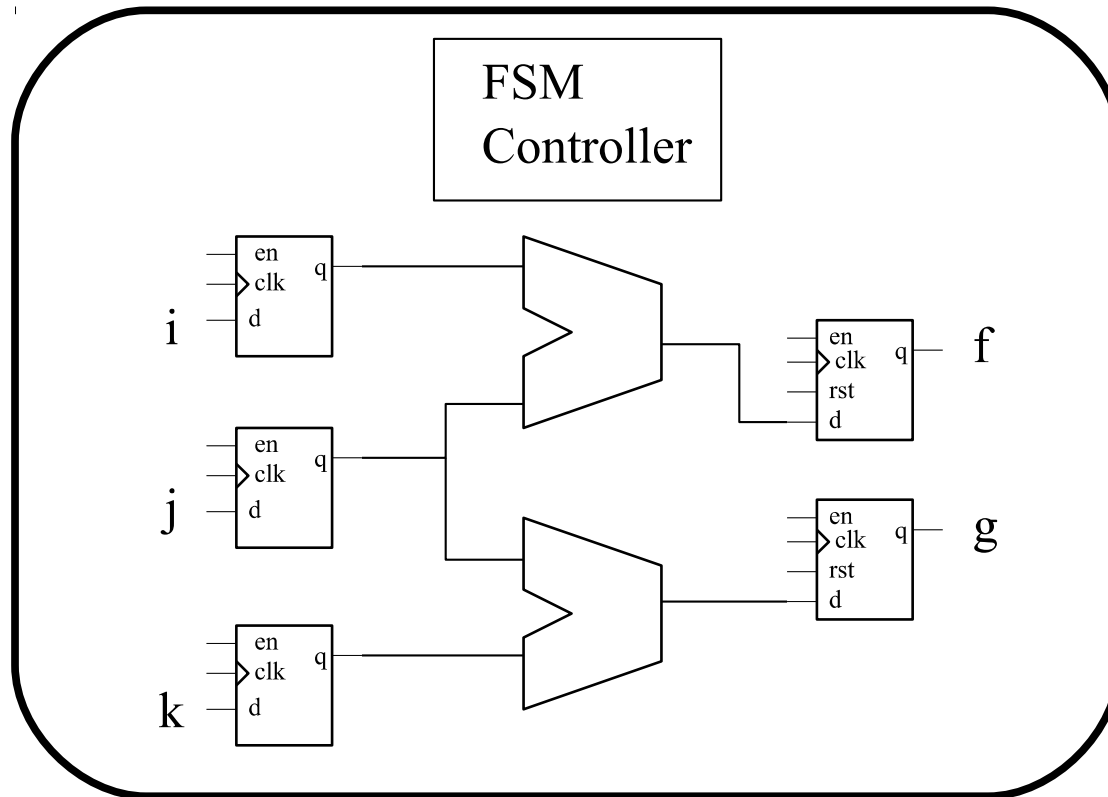 FSM
Controller
en
clk
q
d
i
en
clk
q
d
j
en
clk
q
d
k
en
clk
q
rst
d
f
en
clk
q
rst
d
g